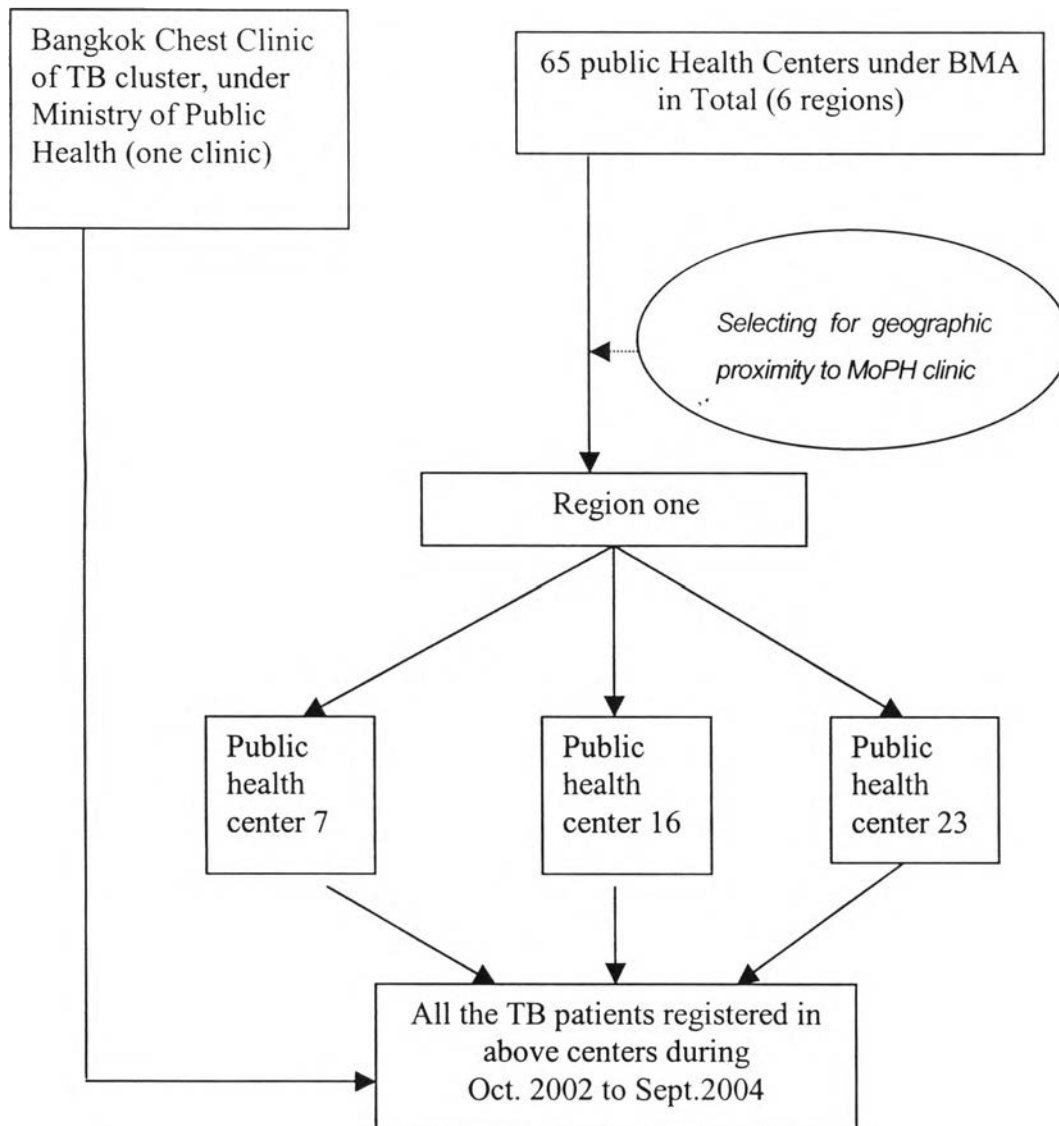 Bangkok Chest Clinic
of TB cluster, under
Ministry of Public
Health (one clinic)
65 public Health Centers under BMA
in Total (6 regions)
Selecting for geographic
proximity to MoPH clinic
Region one
Public
health
center 7
Public
health
center 16
Public
health
center 23
All the TB patients registered in
above centers during
Oct. 2002 to Sept.2004